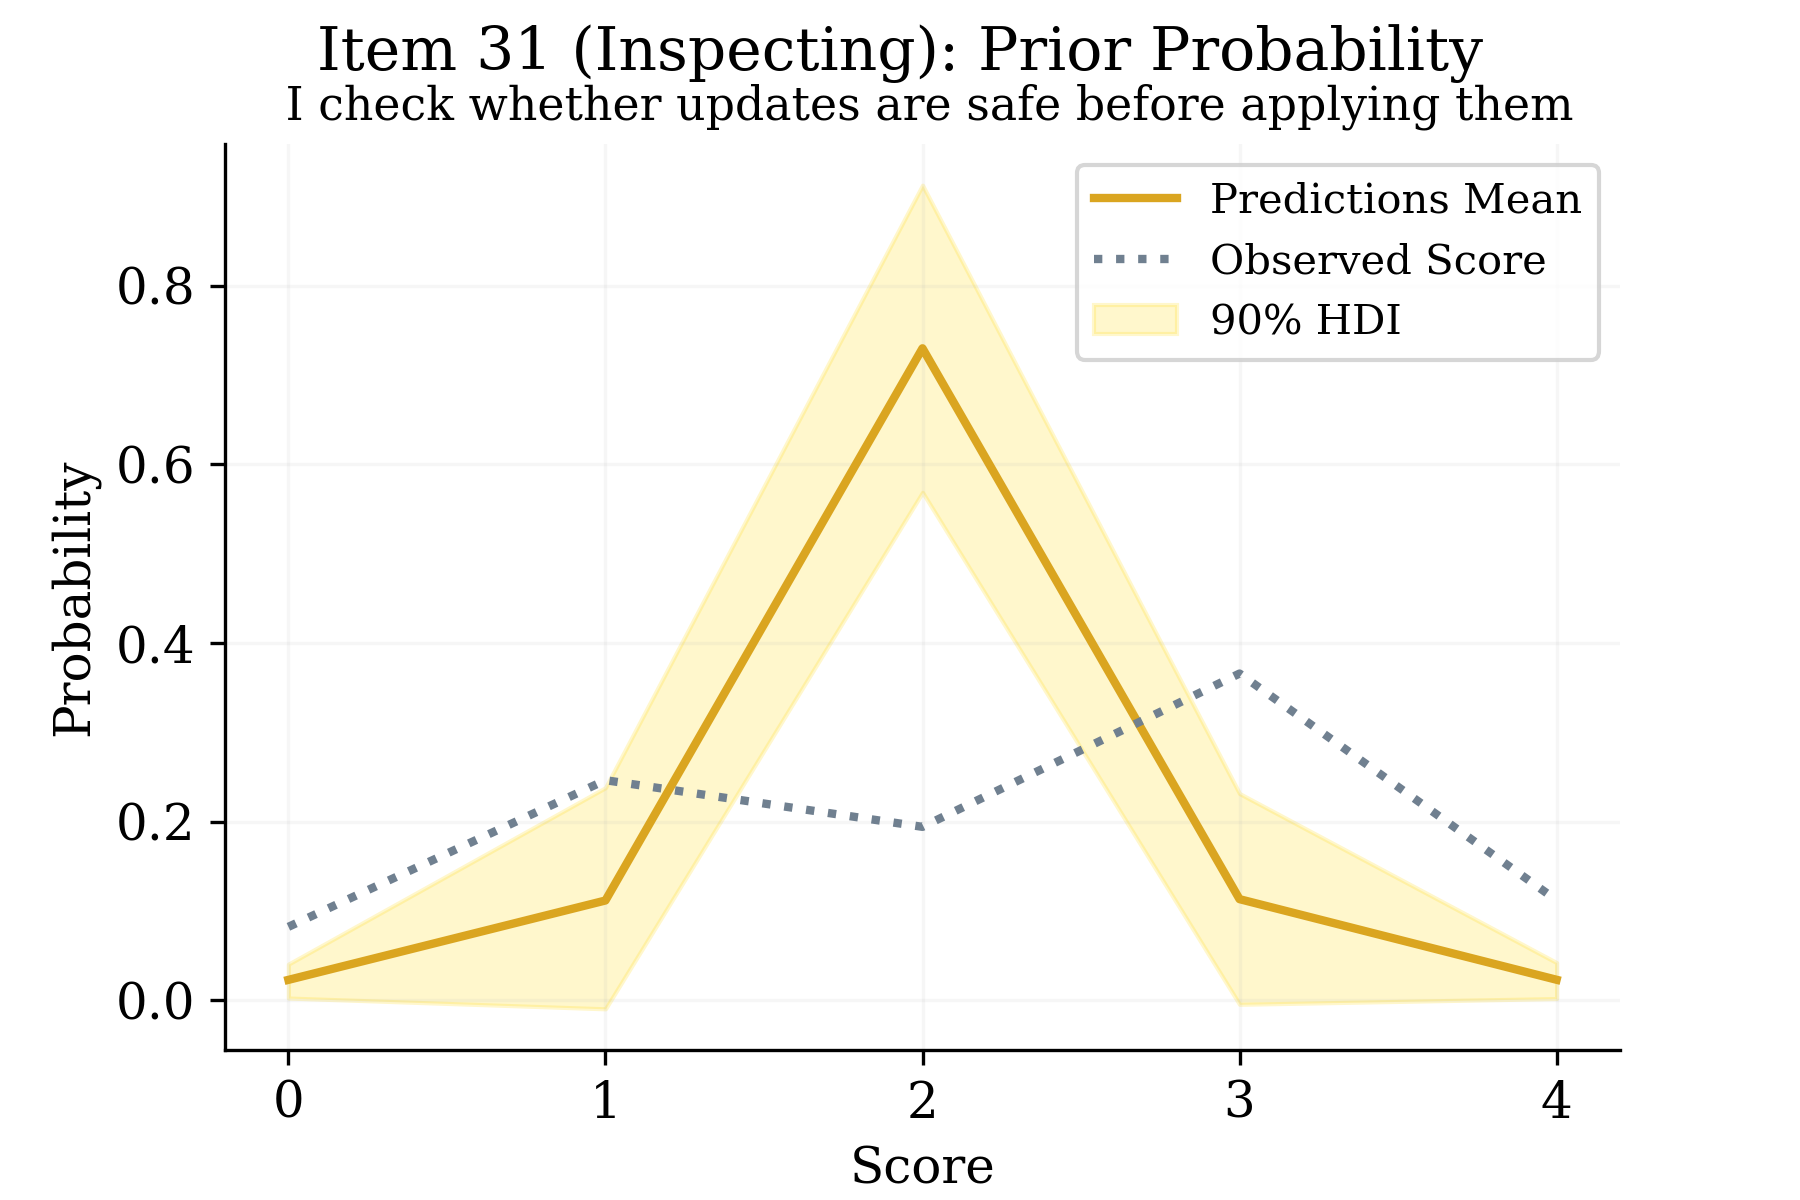 Item 31 (Inspecting): Prior Probability
I check whether updates are safe before applying them
Predictions Mean
Observed Score
90% HDI
Probability
0.8
0.6
0.4
0.2
0.0
0 1 2 3 4
Score